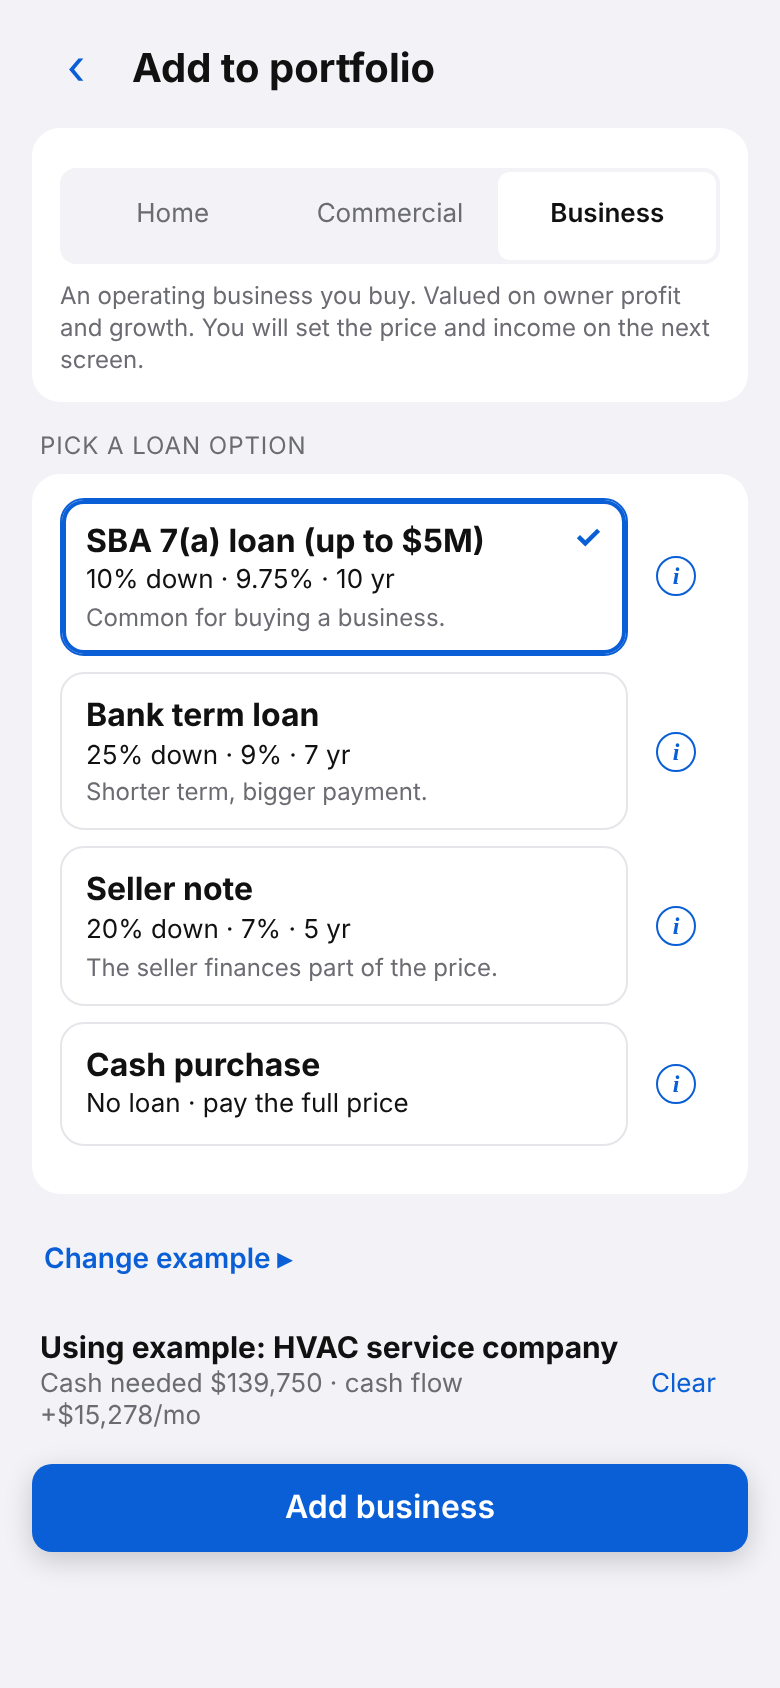 ‹ Add to portfolio
Home Commercial Business
An operating business you buy. Valued on owner profit
and growth. You will set the price and income on the next
screen.
PICK A LOAN OPTION
SBA 7(a) loan (up to $5M) ✓
10% down · 9.75% · 10 yr
Common for buying a business.
i
Bank term loan
25% down · 9% · 7 yr
Shorter term, bigger payment.
i
Seller note
20% down · 7% · 5 yr
The seller finances part of the price.
i
Cash purchase
No loan · pay the full price
i
Change example ▸
Using example: HVAC service company
Cash needed $139,750 · cash flow
+$15,278/mo
Clear
Add business